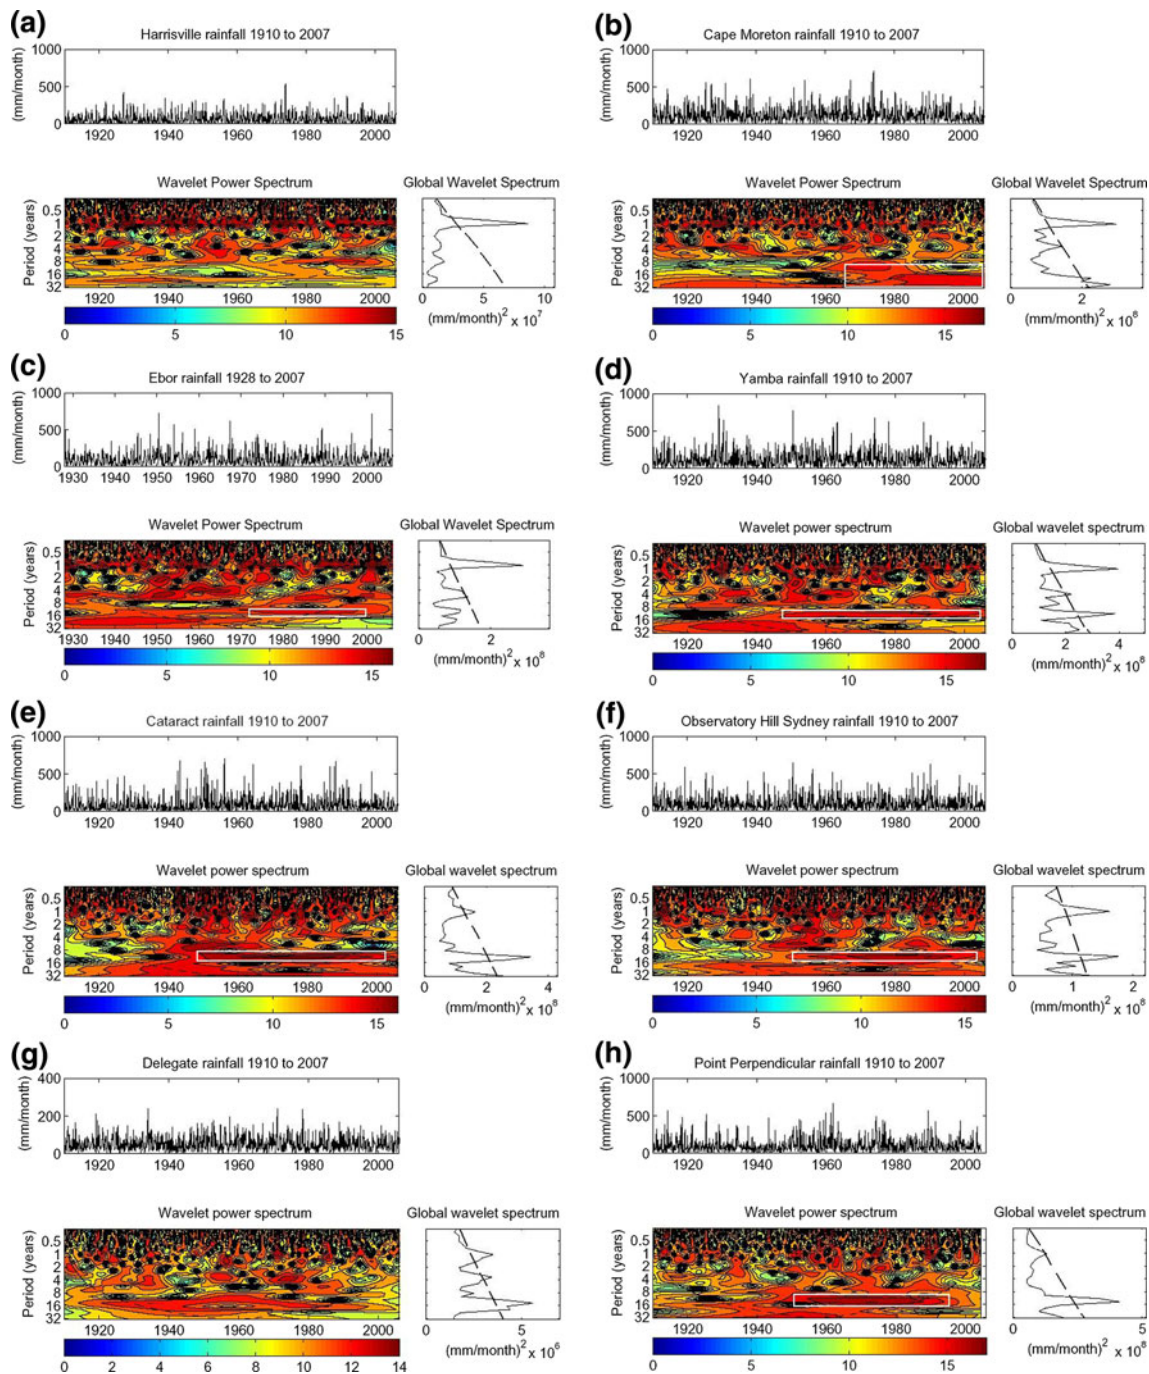 (a)
Harrisville rainfall 1910 to 2007
1000
500
0
(mm/month)
1920 1940 1960 1980 2000
Wavelet Power Spectrum
Global Wavelet Spectrum
Period (years)
0.5
1
2
4
8
16
32
1920 1940 1960 1980 2000
0 5 10
(mm/month)2 x 10 7
0 5 10 15
(b)
Cape Moreton rainfall 1910 to 2007
1000
500
0
(mm/month)
1920 1940 1960 1980 2000
Wavelet Power Spectrum
Global Wavelet Spectrum
Period (years)
0.5
1
2
4
8
16
32
1920 1940 1960 1980 2000
0 2
(mm/month)2 x 10 8
0 5 10 15
(c)
Ebor rainfall 1928 to 2007
1000
500
0
(mm/month)
1930 1940 1950 1960 1970 1980 1990 2000
Wavelet Power Spectrum
Global Wavelet Spectrum
Period (years)
0.5
1
2
4
8
16
32
1930 1940 1950 1960 1970 1980 1990 2000
0 2
(mm/month)2 x 10 8
0 5 10 15
(d)
Yamba rainfall 1910 to 2007
1000
500
0
(mm/month)
1920 1940 1960 1980 2000
Wavelet power spectrum
Global wavelet spectrum
Period (years)
0.5
1
2
4
8
16
32
1920 1940 1960 1980 2000
0 2 4
(mm/month)2 x 10 8
0 5 10 15
(e)
Cataract rainfall 1910 to 2007
1000
500
0
(mm/month)
1920 1940 1960 1980 2000
Wavelet power spectrum
Global wavelet spectrum
Period (years)
0.5
1
2
4
8
16
32
1920 1940 1960 1980 2000
0 2 4
(mm/month)2 x 10 8
0 5 10 15
(f)
Observatory Hill Sydney rainfall 1910 to 2007
1000
500
0
(mm/month)
1920 1940 1960 1980 2000
Wavelet power spectrum
Global wavelet spectrum
Period (years)
0.5
1
2
4
8
16
32
1920 1940 1960 1980 2000
0 1 2
(mm/month)2 x 10 8
0 5 10 15
(g)
Delegate rainfall 1910 to 2007
400
200
0
(mm/month)
1920 1940 1960 1980 2000
Wavelet power spectrum
Global wavelet spectrum
Period (years)
0.5
1
2
4
8
16
32
1920 1940 1960 1980 2000
0 5
(mm/month)2 x 10 6
0 2 4 6 8 10 12 14
(h)
Point Perpendicular rainfall 1910 to 2007
1000
500
0
(mm/month)
1920 1940 1960 1980 2000
Wavelet power spectrum
Global wavelet spectrum
Period (years)
0.5
1
2
4
8
16
32
1920 1940 1960 1980 2000
0 5
(mm/month)2 x 10 8
0 5 10 15